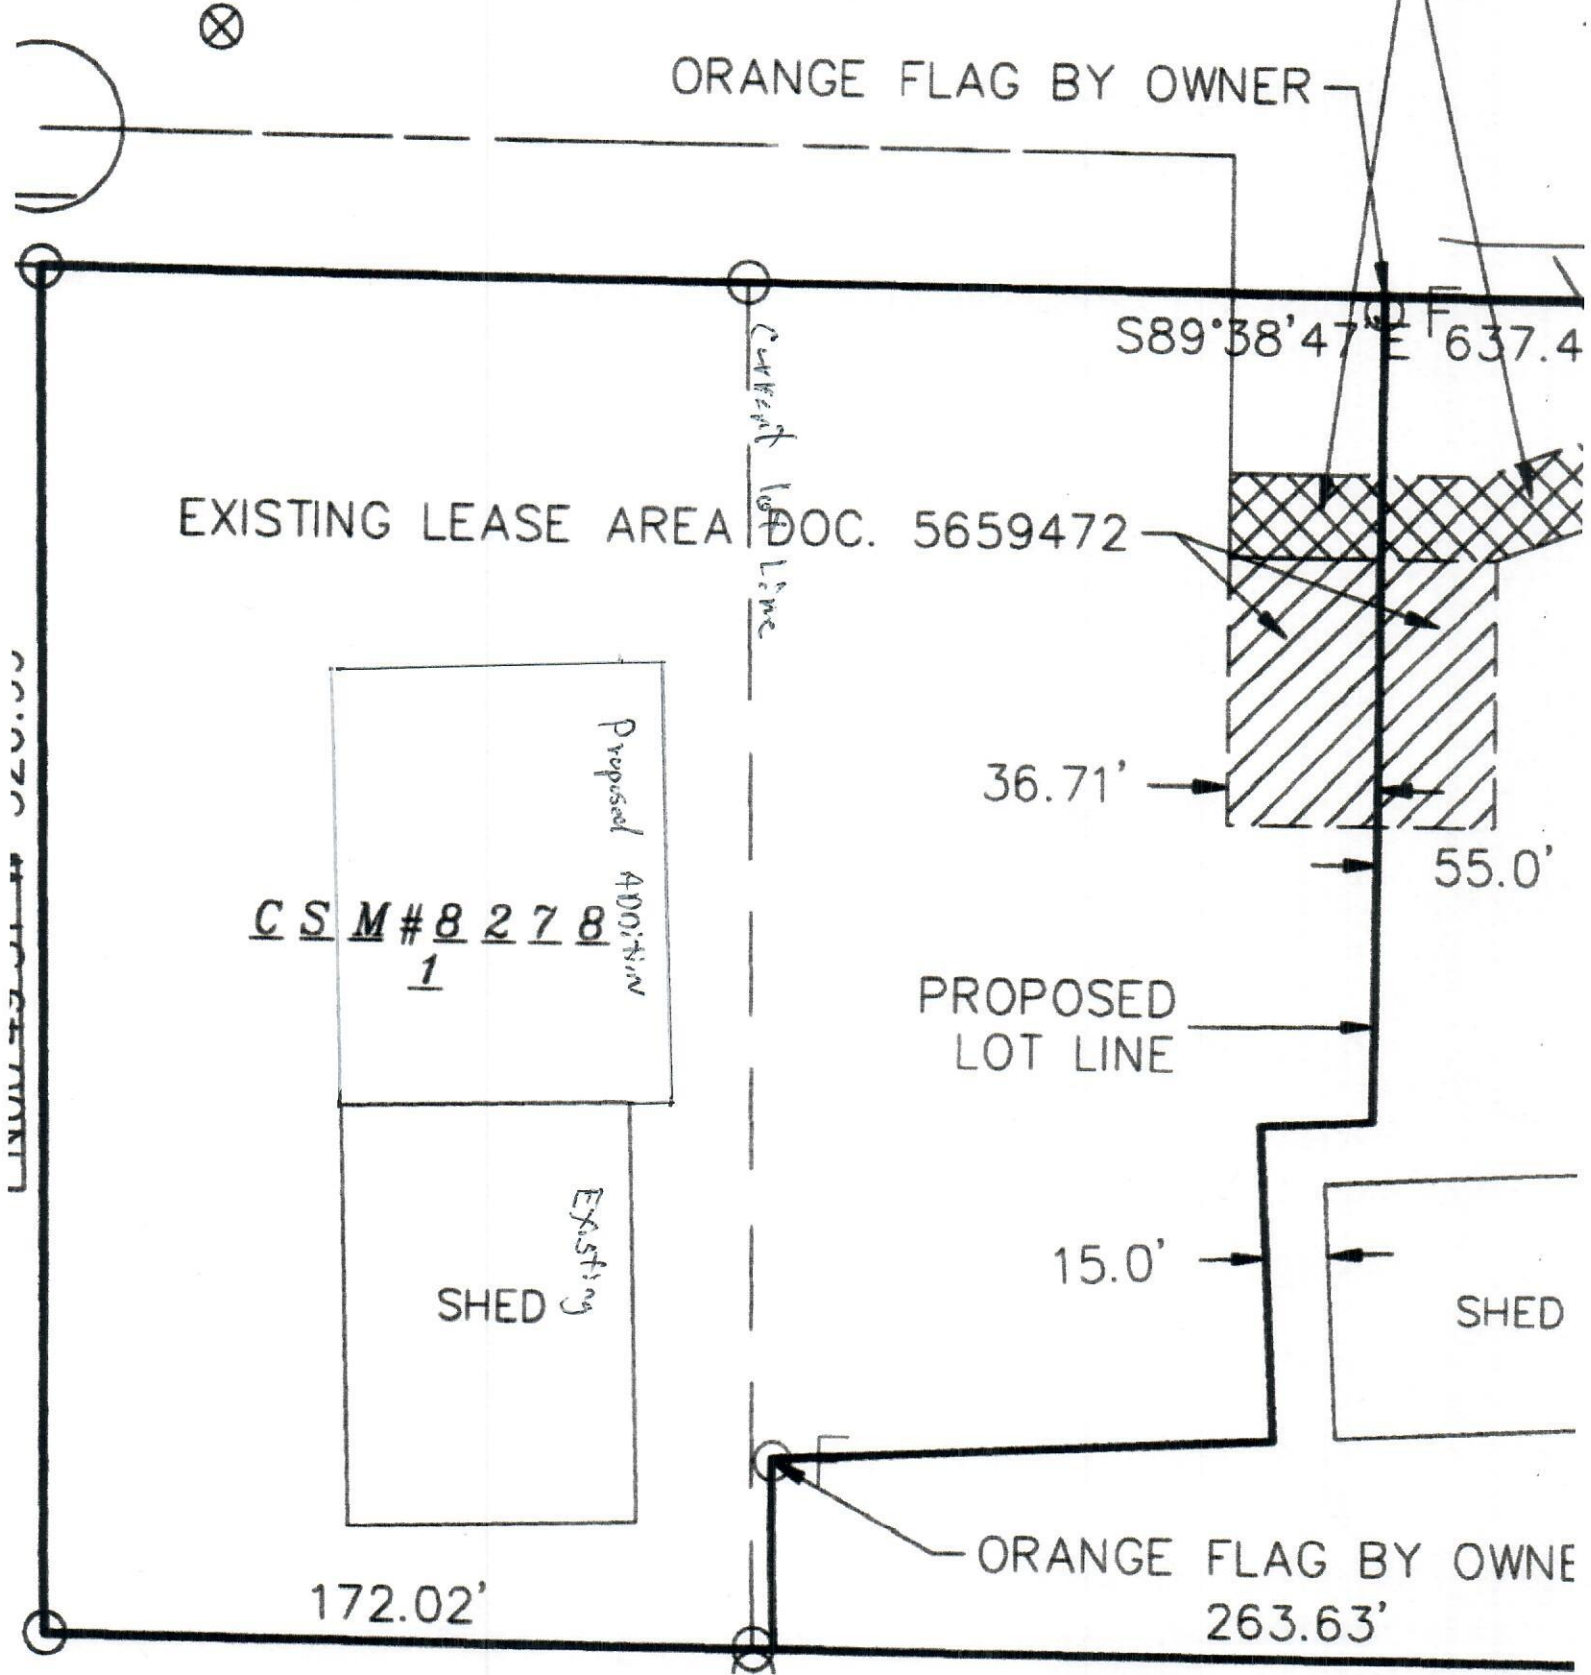 ORANGE FLAG BY OWNER
F
S89°38'47"E 637.4
Current lot Line
EXISTING LEASE AREA DOC. 5659472
Proposed ADDITION
36.71'
55.0'
CSM#8278
1
PROPOSED
LOT LINE
Existing
SHED
15.0'
SHED
F
ORANGE FLAG BY OWNE
172.02'
263.63'